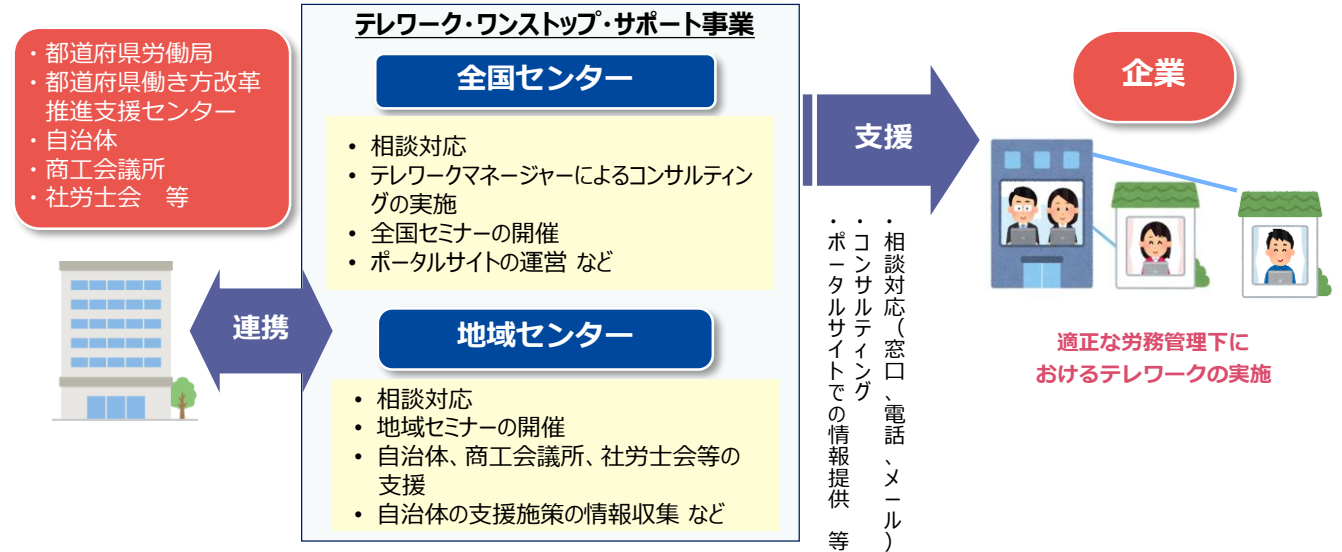 テレワーク・ワンストップ・サポート事業
・都道府県労働局
・都道府県働き方改革
推進支援センター
・自治体
・商工会議所
・社労士会　等
連携
全国センター
• 相談対応
• テレワークマネージャーによるコンサルティン
グの実施
• 全国セミナーの開催
• ポータルサイトの運営 など
地域センター
• 相談対応
• 地域セミナーの開催
• 自治体、商工会議所、社労士会等の
支援
• 自治体の支援施策の情報収集 など
支援
・相談対応（窓口、電話、メール）
・コンサルティング
・ポータルサイトでの情報提供　等
企業
適正な労務管理下に
おけるテレワークの実施